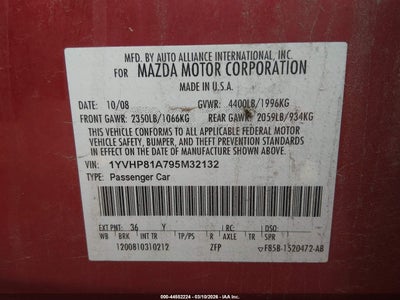 MFD. BY AUTO ALLIANCE INTERNATIONAL, INC.
FOR MAZDA MOTOR CORPORATION
MADE IN U.S.A.
10/08 GVWR: 4400LB/1996KG
FRONT GAWR: 2350LB/1066KG REAR GAWR: 2059LB/934KG
THIS VEHICLE CONFORMS TO ALL APPLICABLE FEDERAL MOTOR
VEHICLE SAFETY, BUMPER, AND THEFT PREVENTION STANDARDS
IN EFFECT ON THE DATE OF MANUFACTURE SHOWN ABOVE.
VIN: 1YVHP81A795M32132
TYPE: Passenger Car
EXT PNT: 36 Y RC: DSO:
WB BRK INT TR TP/PS R AXLE TR SPR
1200810310212 ZFP F85B-1520472-AB
000-44552224 - 03/10/2026 - IAA Inc.